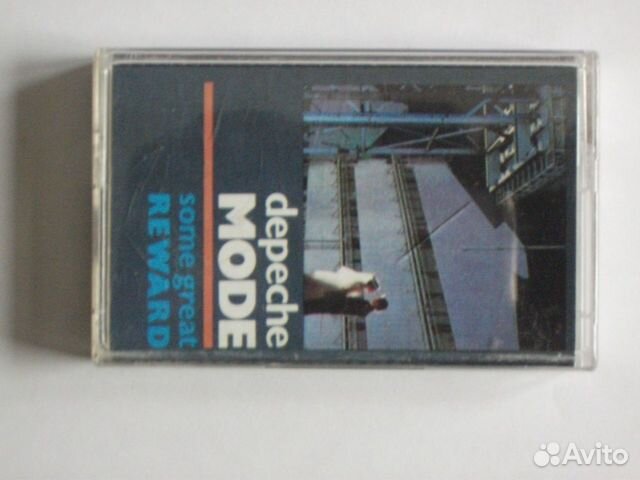 depeche
MODE
some great
REWARD
Avito